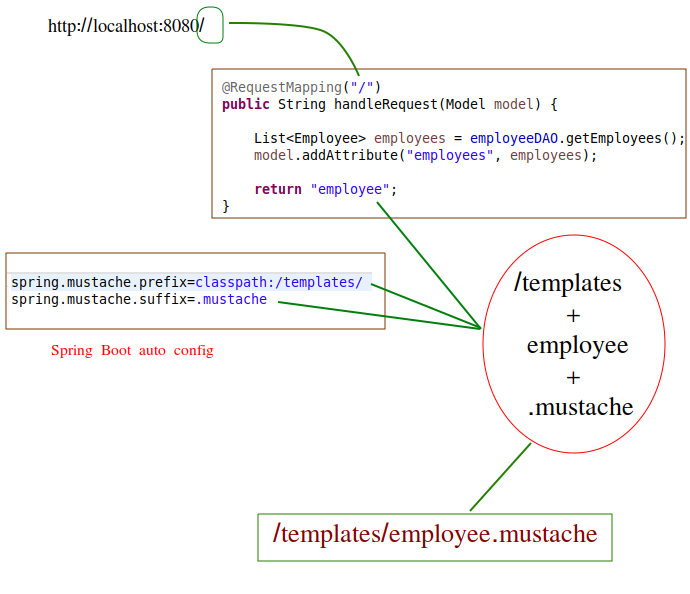 http://localhost:8080/
@RequestMapping("/")
public String handleRequest(Model model) {
List<Employee> employees = employeeDAO.getEmployees();
model.addAttribute("employees", employees);
return "employee";
}
spring.mustache.prefix=classpath:/templates/
spring.mustache.suffix=.mustache
Spring Boot auto config
/templates
+
employee
+
.mustache
/templates/employee.mustache